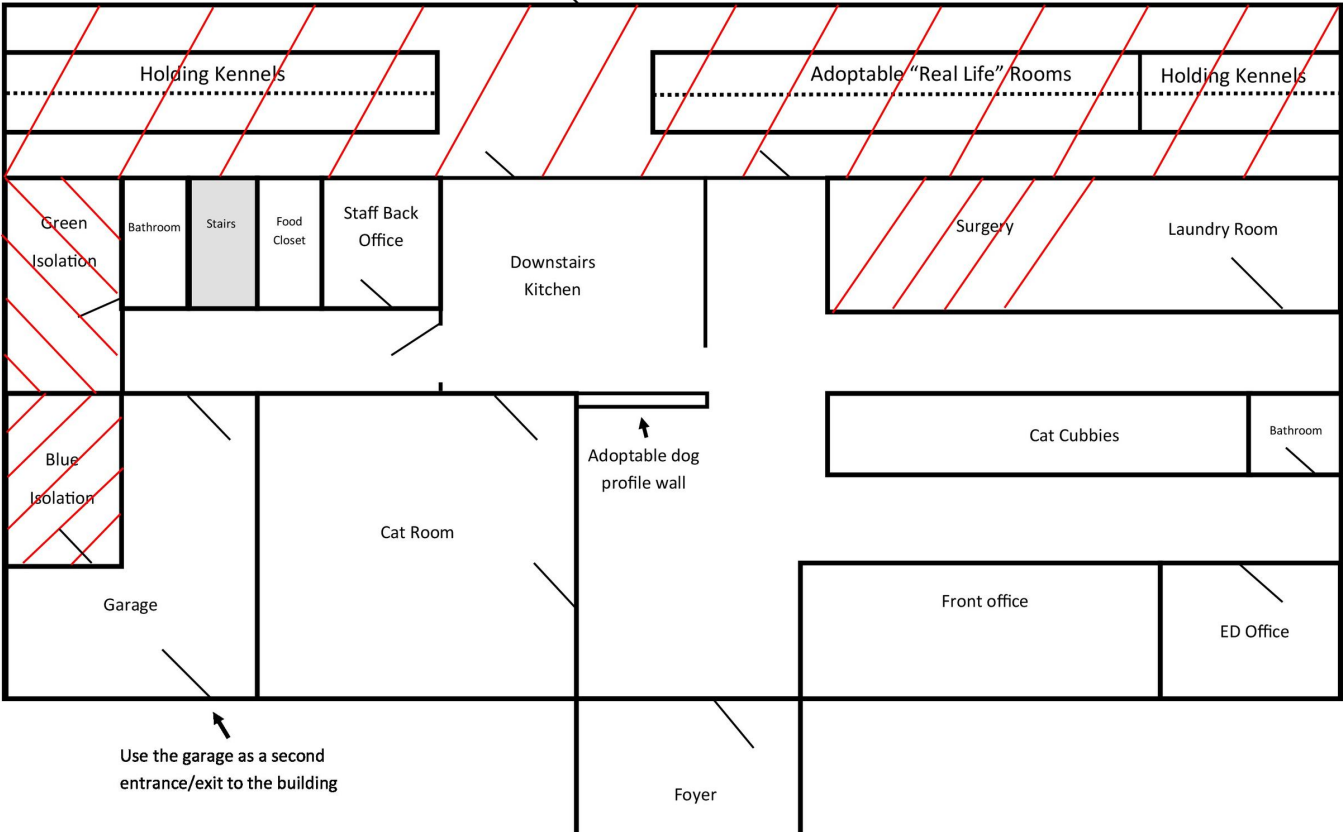 Holding Kennels
Adoptable “Real Life” Rooms
Holding Kennels
Green
Isolation
Bathroom
Stairs
Food
Closet
Staff Back
Office
Downstairs
Kitchen
Surgery
Laundry Room
Blue
Isolation
Garage
Cat Room
Adoptable dog
profile wall
Cat Cubbies
Bathroom
Front office
ED Office
Use the garage as a second
entrance/exit to the building
Foyer